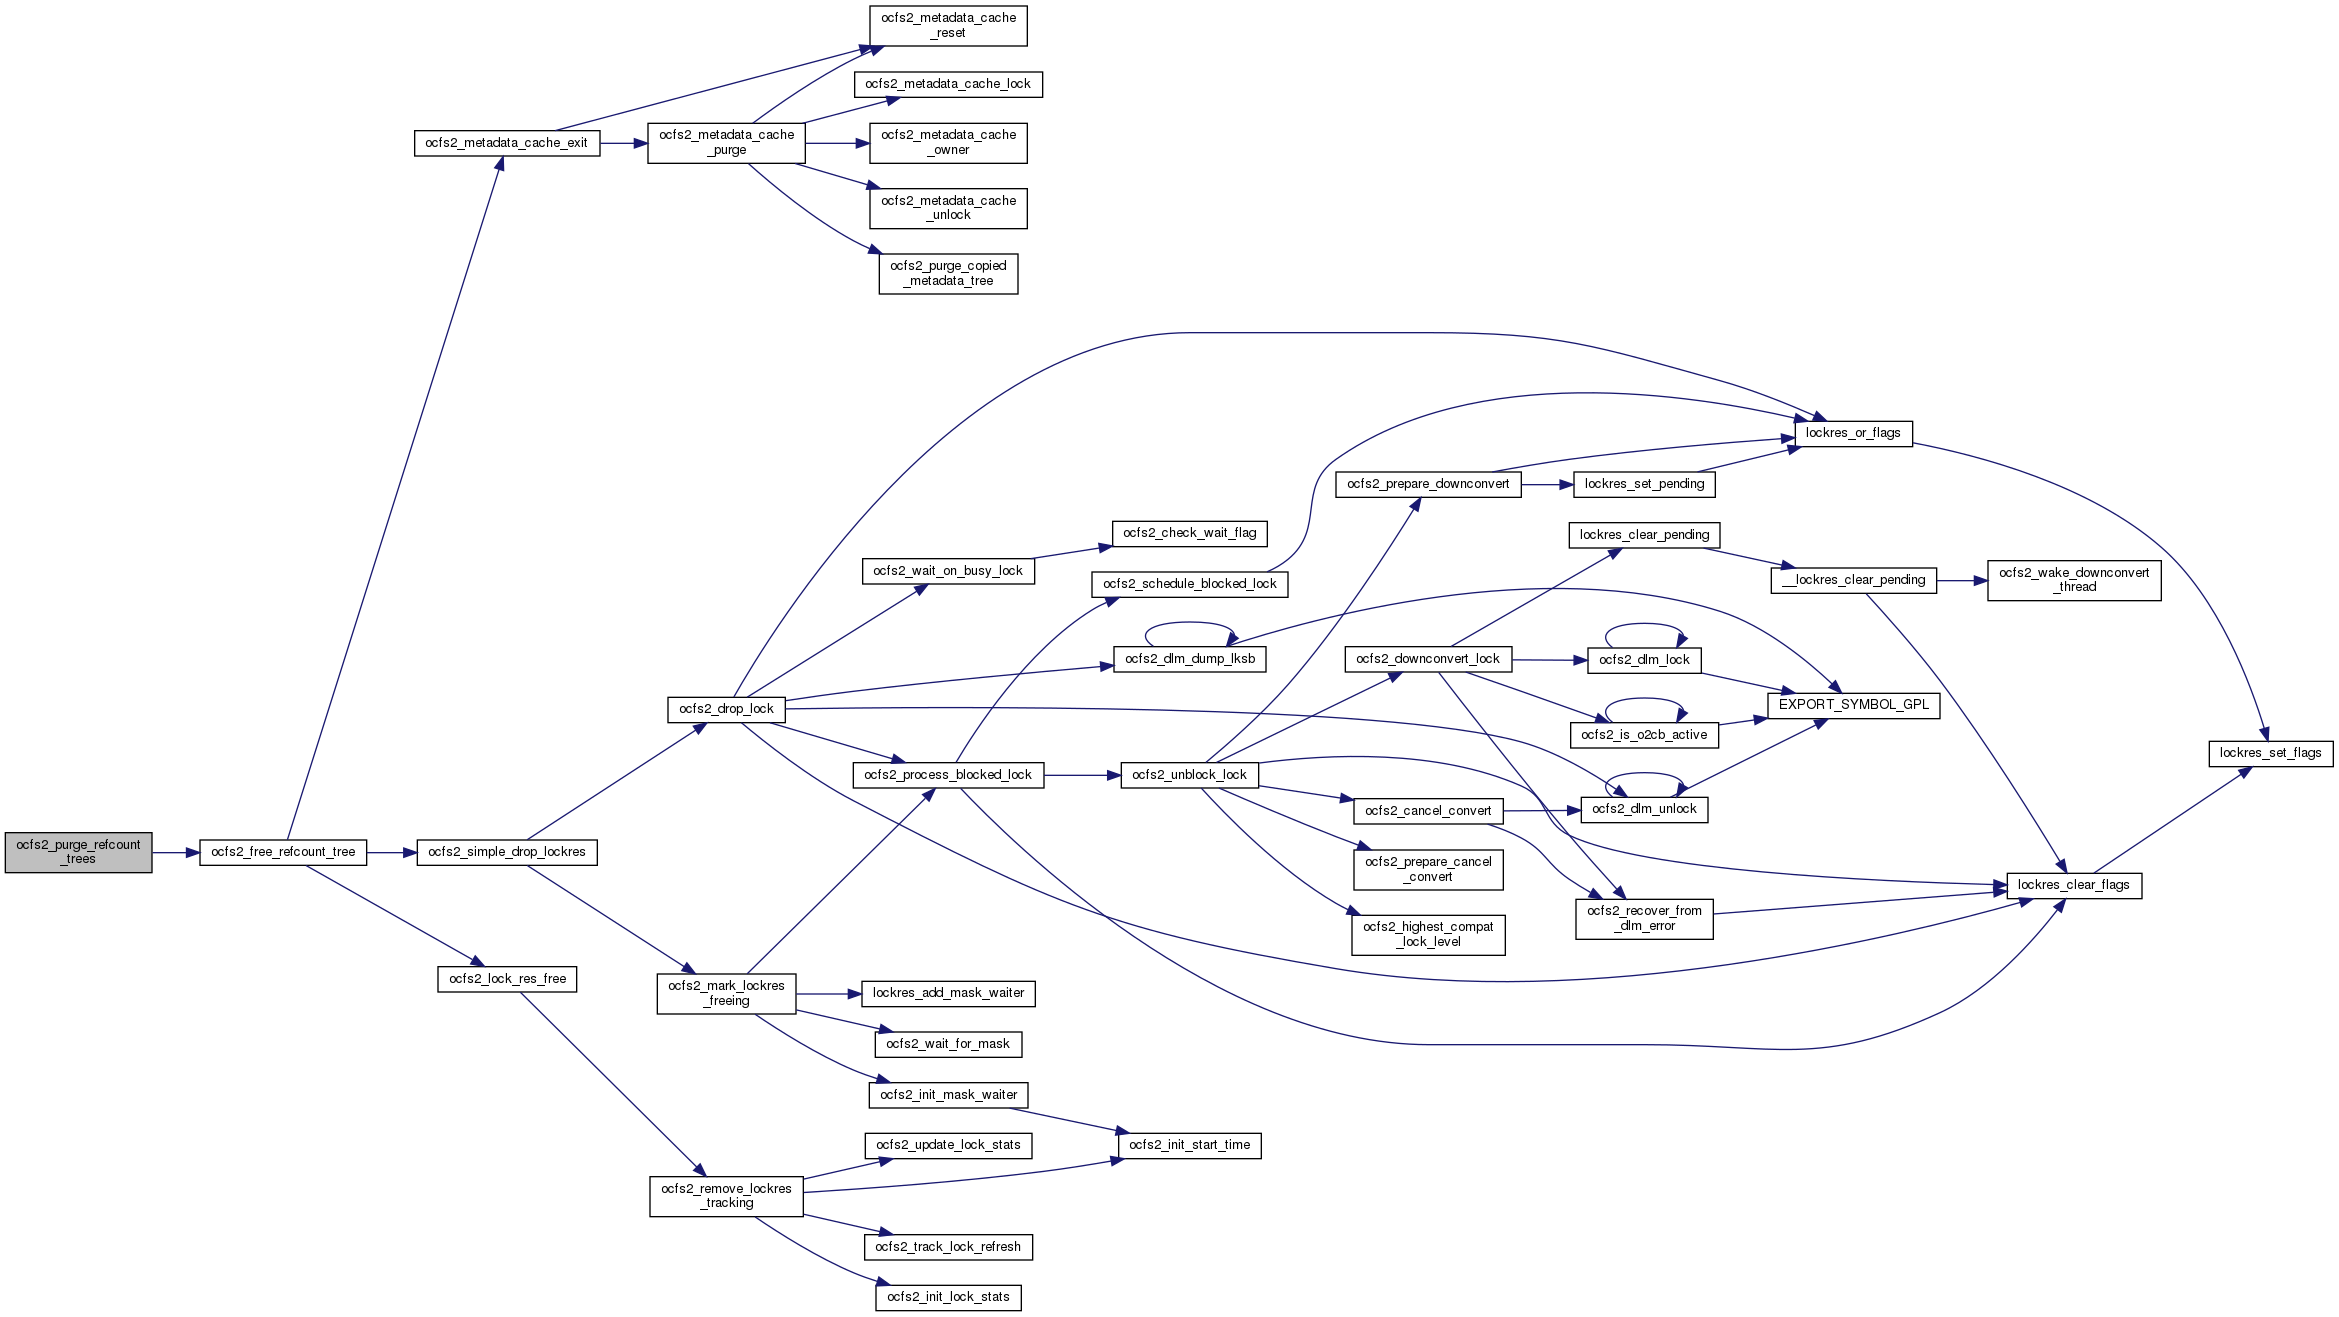 ocfs2_metadata_cache
_reset
ocfs2_metadata_cache_lock
ocfs2_metadata_cache_exit
ocfs2_metadata_cache
_purge
ocfs2_metadata_cache
_owner
ocfs2_metadata_cache
_unlock
ocfs2_purge_copied
_metadata_tree
lockres_or_flags
ocfs2_prepare_downconvert
lockres_set_pending
ocfs2_check_wait_flag
lockres_clear_pending
ocfs2_wait_on_busy_lock
ocfs2_schedule_blocked_lock
__lockres_clear_pending
ocfs2_wake_downconvert
_thread
ocfs2_dlm_dump_lksb
ocfs2_downconvert_lock
ocfs2_dlm_lock
ocfs2_drop_lock
EXPORT_SYMBOL_GPL
ocfs2_is_o2cb_active
lockres_set_flags
ocfs2_process_blocked_lock
ocfs2_unblock_lock
ocfs2_cancel_convert
ocfs2_dlm_unlock
ocfs2_purge_refcount
_trees
ocfs2_free_refcount_tree
ocfs2_simple_drop_lockres
ocfs2_prepare_cancel
_convert
lockres_clear_flags
ocfs2_highest_compat
_lock_level
ocfs2_recover_from
_dlm_error
ocfs2_lock_res_free
ocfs2_mark_lockres
_freeing
lockres_add_mask_waiter
ocfs2_wait_for_mask
ocfs2_init_mask_waiter
ocfs2_update_lock_stats
ocfs2_init_start_time
ocfs2_remove_lockres
_tracking
ocfs2_track_lock_refresh
ocfs2_init_lock_stats